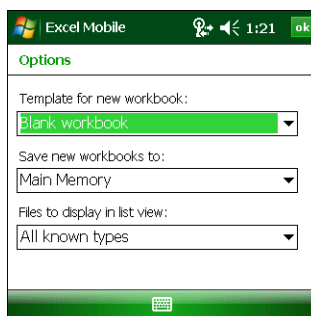 Excel Mobile 1:21 ok
Options
Template for new workbook:
Blank workbook
Save new workbooks to:
Main Memory
Files to display in list view:
All known types